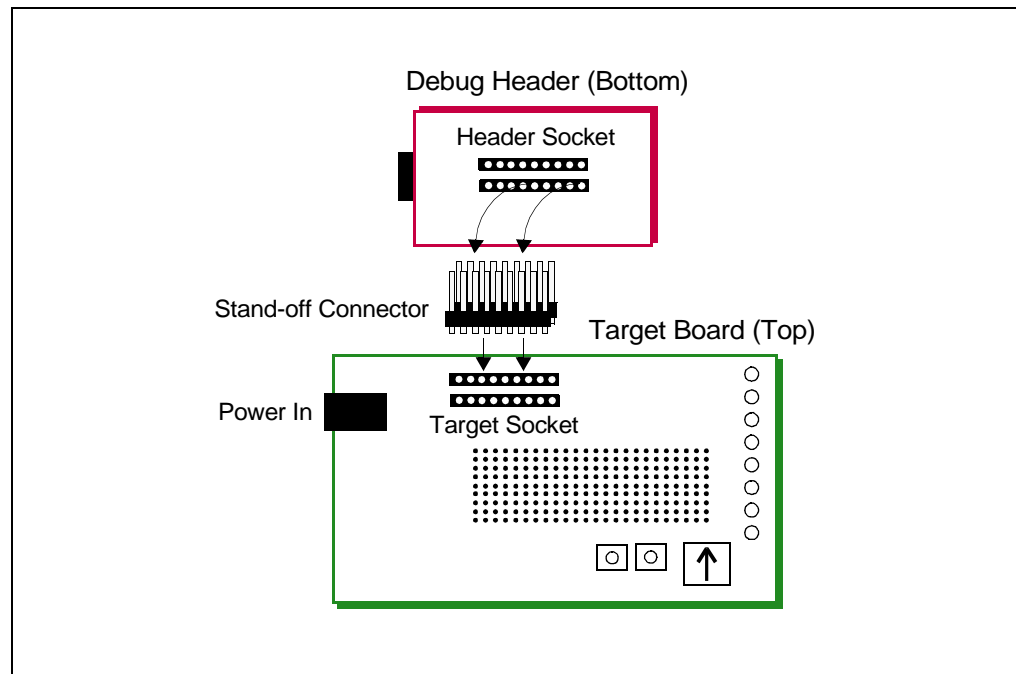 Debug Header (Bottom)
Header Socket
Stand-off Connector
Target Board (Top)
Power In
Target Socket